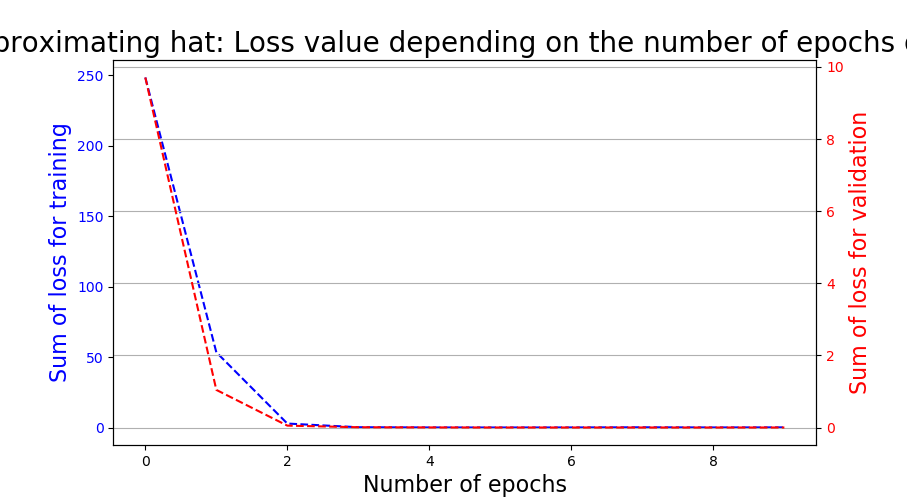 proximating hat: Loss value depending on the number of epochs
Sum of loss for training
250
200
150
100
50
0
10
8
6
4
2
0
Sum of loss for validation
0 2 4 6 8
Number of epochs